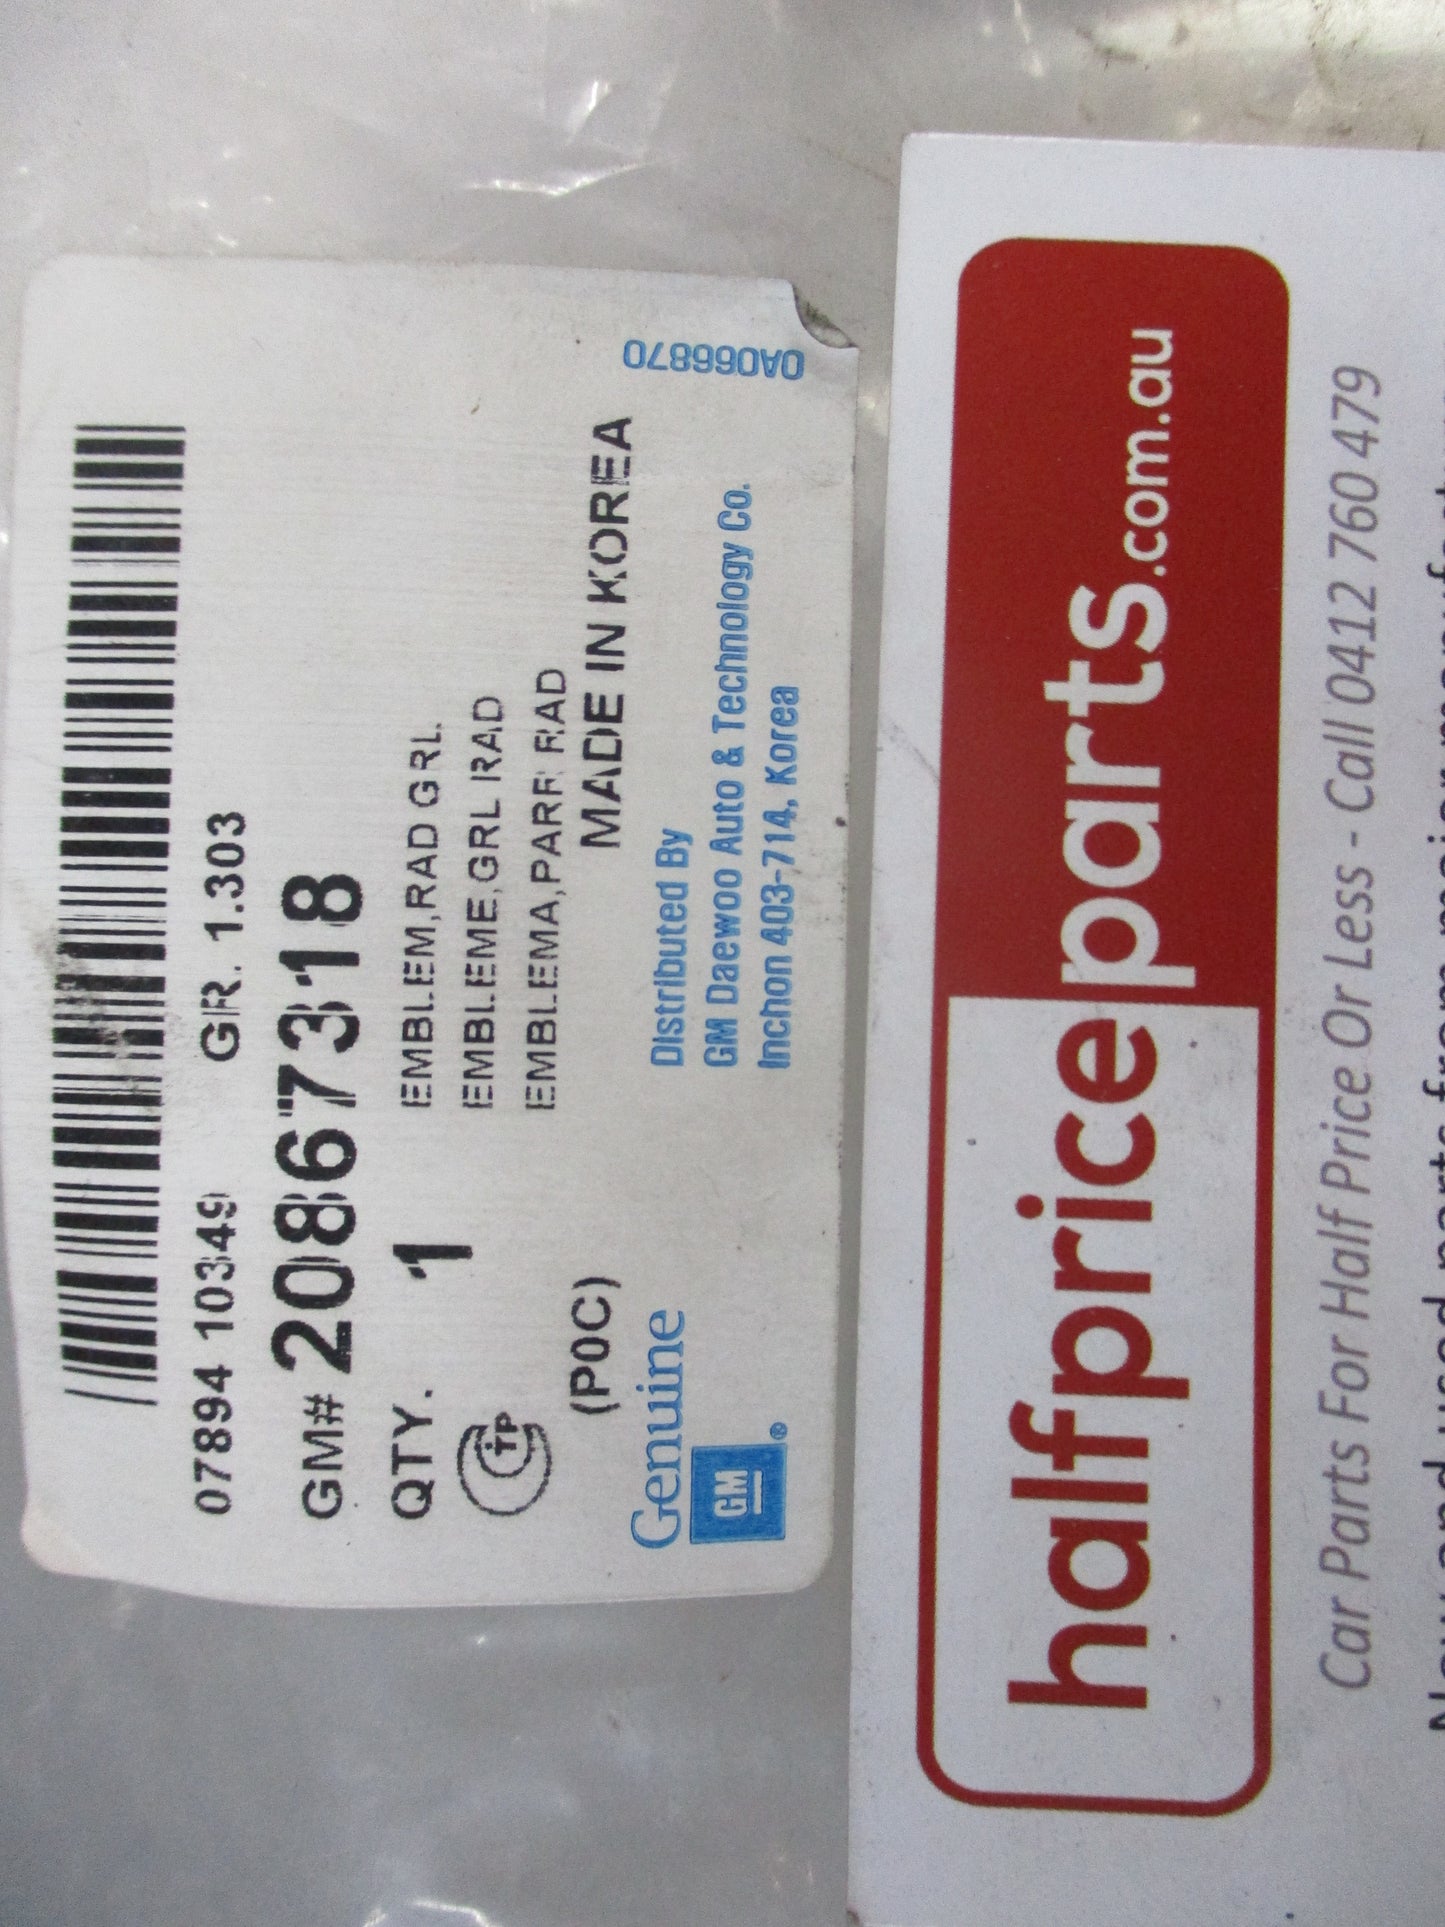 07894 10349 GR. 1.303
GM# 20867318
QTY. 1
EMBLEM,RAD GRL
EMBLEME,GRL RAD
EMBLEMA,PARR RAD
CTP
(P0C) MADE IN KOREA
Genuine
GM
®
Distributed By
GM Daewoo Auto & Technology Co.
Inchon 403-714, Korea
0A066870
halfpriceparts.com.au
Car Parts For Half Price Or Less - Call 0412 760 479